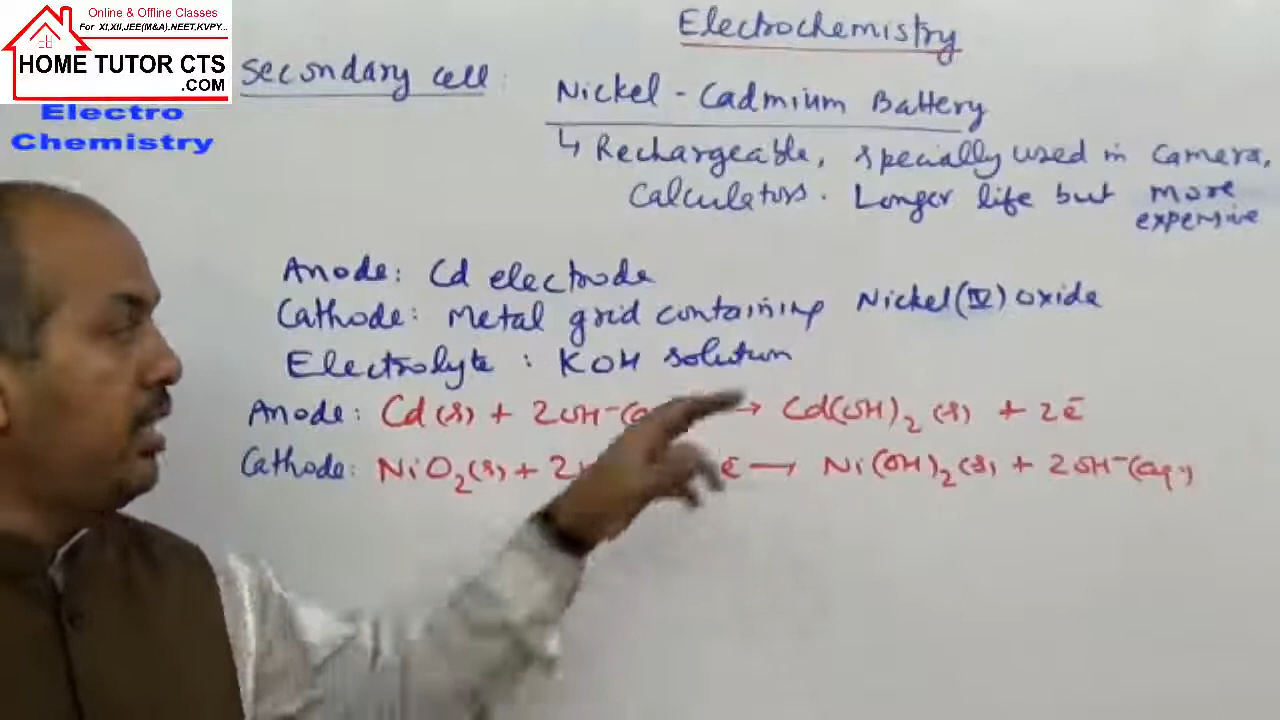 Online & Offline Classes
For XI,XII,JEE(M&A),NEET,KVPY...
HOME TUTOR CTS
.COM
Electro
Chemistry
Electrochemistry
Secondary cell:
Nickel - Cadmium Battery
↳ Rechargeable, specially used in camera,
calculators. Longer life but more
expensive
Anode: Cd electrode
Cathode: Metal grid containing Nickel(IV) oxide
Electrolyte : KOH solution
Anode: Cd(s) + 2OH⁻(a → Cd(OH)₂(s) + 2e⁻
Cathode: NiO₂(s) + 2 e⁻ → Ni(OH)₂(s) + 2OH⁻(aq.)